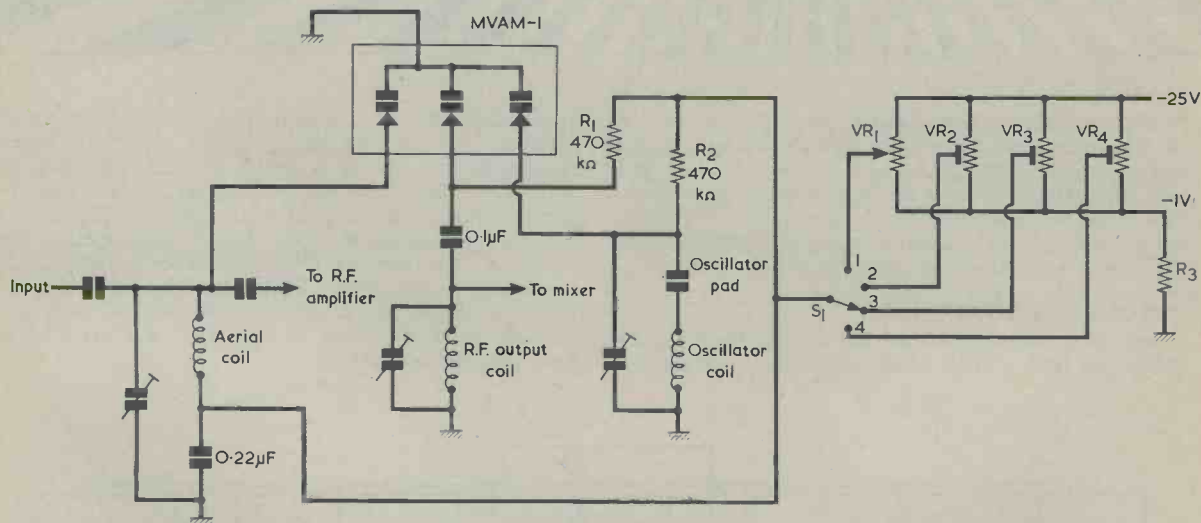 MVAM-1
R1
470
kΩ
R2
470
kΩ
-25V
VR1
VR2
VR3
VR4
-1V
R3
0·1μF
Input
To R.F.
amplifier
To mixer
Oscillator
pad
1
2
3
4
S1
Aerial
coil
R.F. output
coil
Oscillator
coil
0·22μF